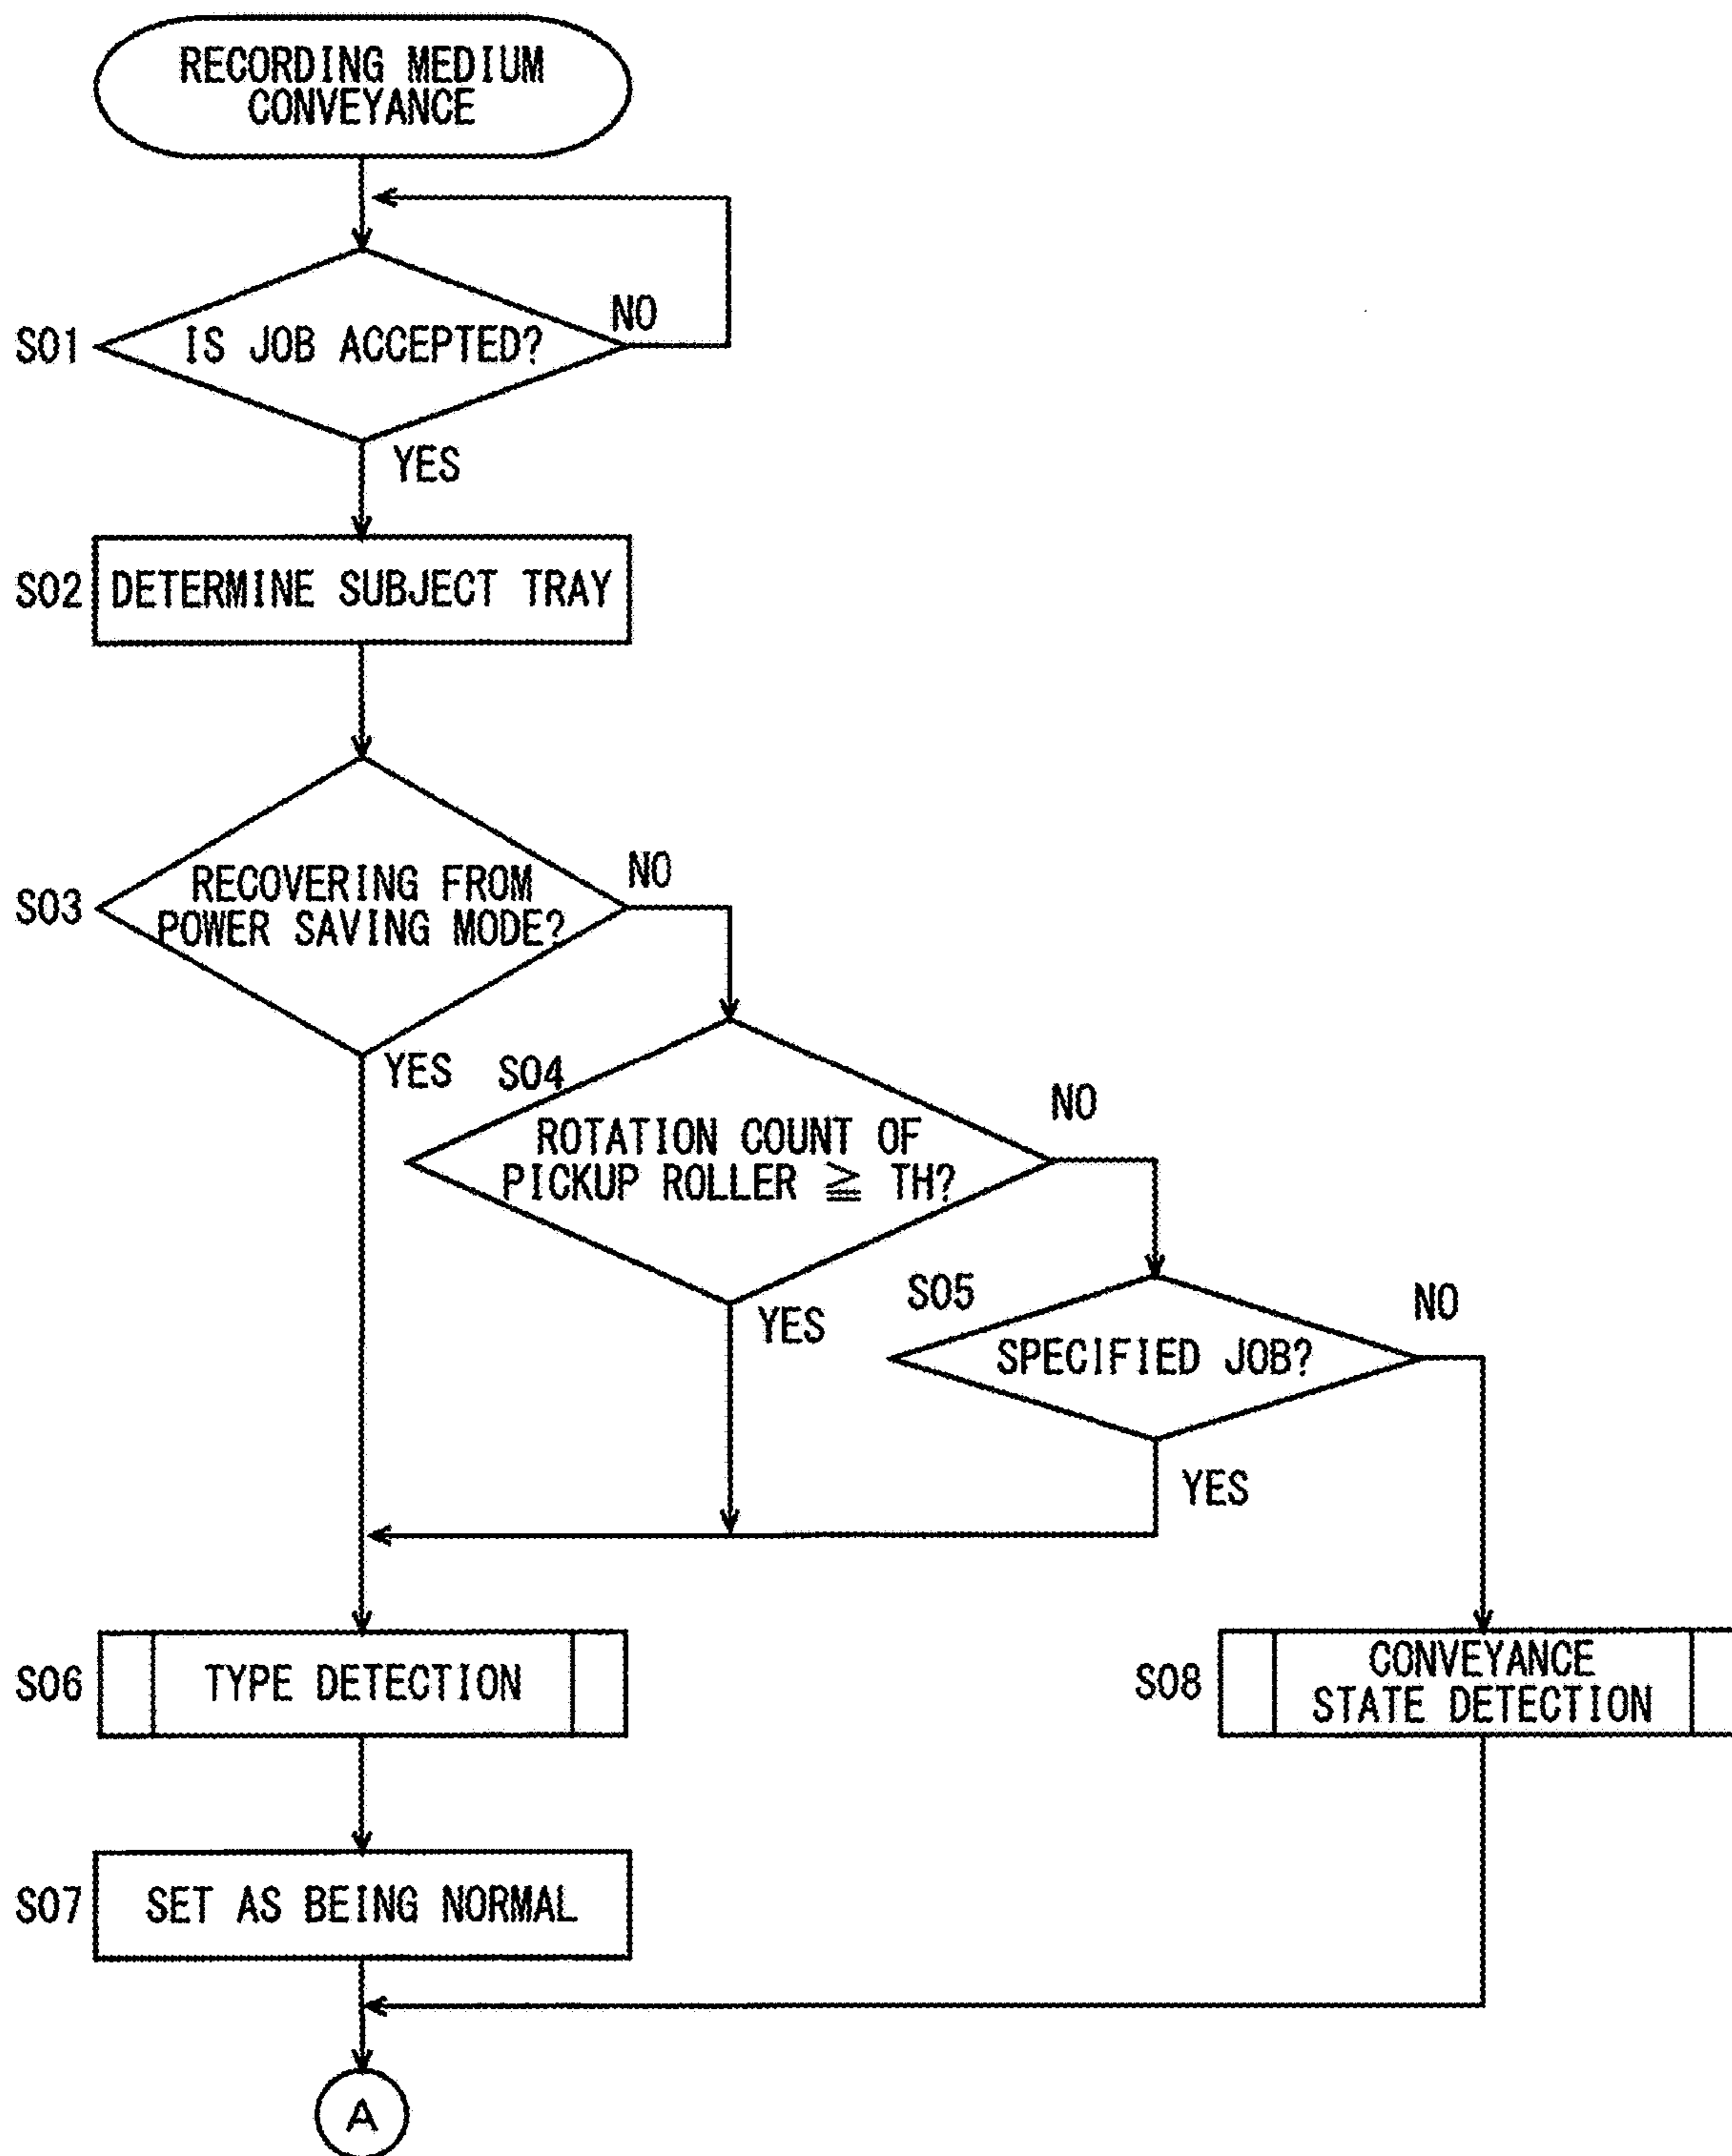 RECORDING MEDIUM
CONVEYANCE
S01
IS JOB ACCEPTED?
NO
YES
S02
DETERMINE SUBJECT TRAY
S03
RECOVERING FROM
POWER SAVING MODE?
NO
YES
S04
ROTATION COUNT OF
PICKUP ROLLER ≧ TH?
NO
YES
S05
SPECIFIED JOB?
NO
YES
S06
TYPE DETECTION
S08
CONVEYANCE
STATE DETECTION
S07
SET AS BEING NORMAL
A